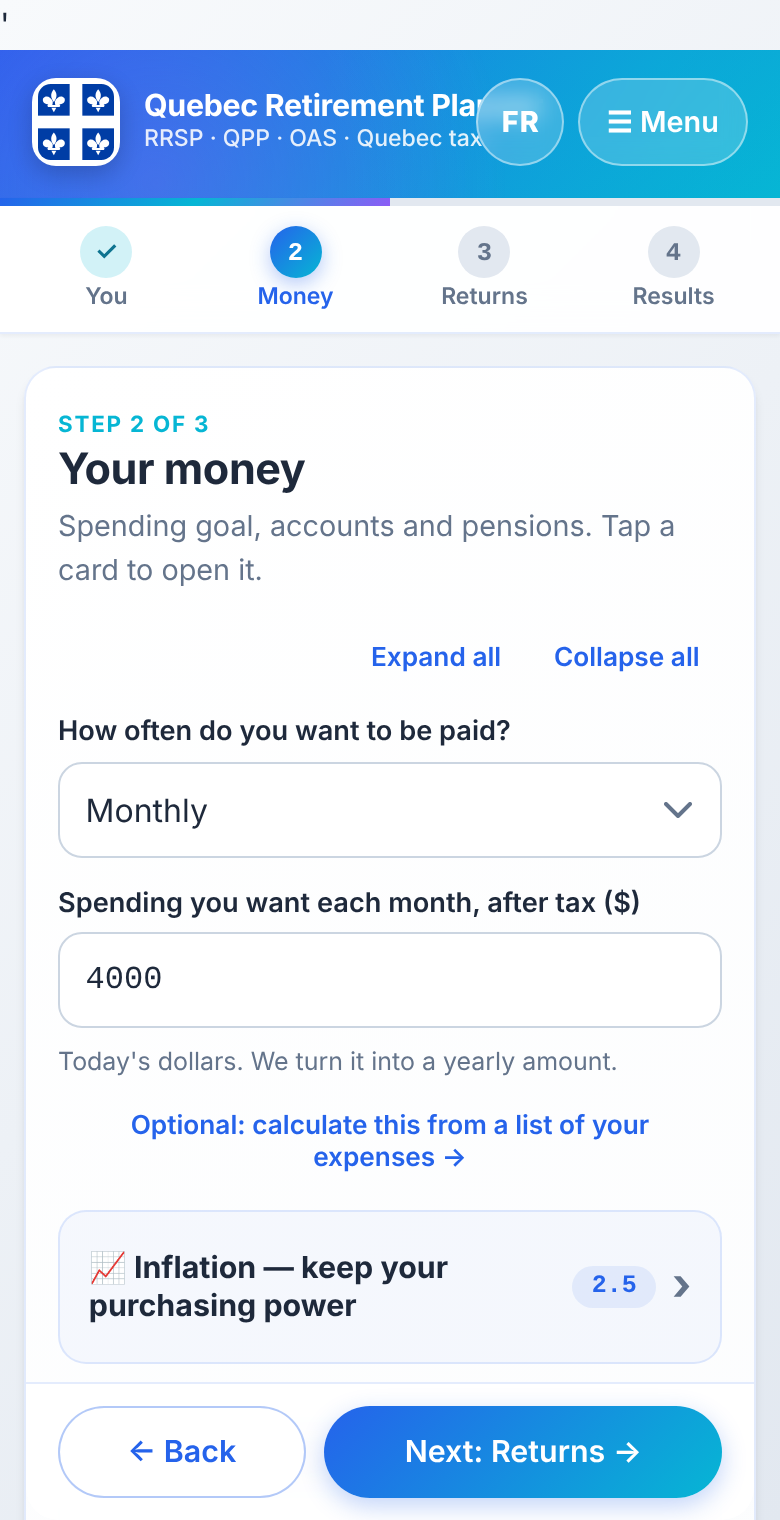 '
Quebec Retirement Pla
RRSP · QPP · OAS · Quebec tax
FR
☰ Menu
✓
You
2
Money
3
Returns
4
Results
STEP 2 OF 3
Your money
Spending goal, accounts and pensions. Tap a
card to open it.
Expand all
Collapse all
How often do you want to be paid?
Monthly
Spending you want each month, after tax ($)
4000
Today's dollars. We turn it into a yearly amount.
Optional: calculate this from a list of your
expenses →
📈 Inflation — keep your
purchasing power
2.5 ›
← Back
Next: Returns →